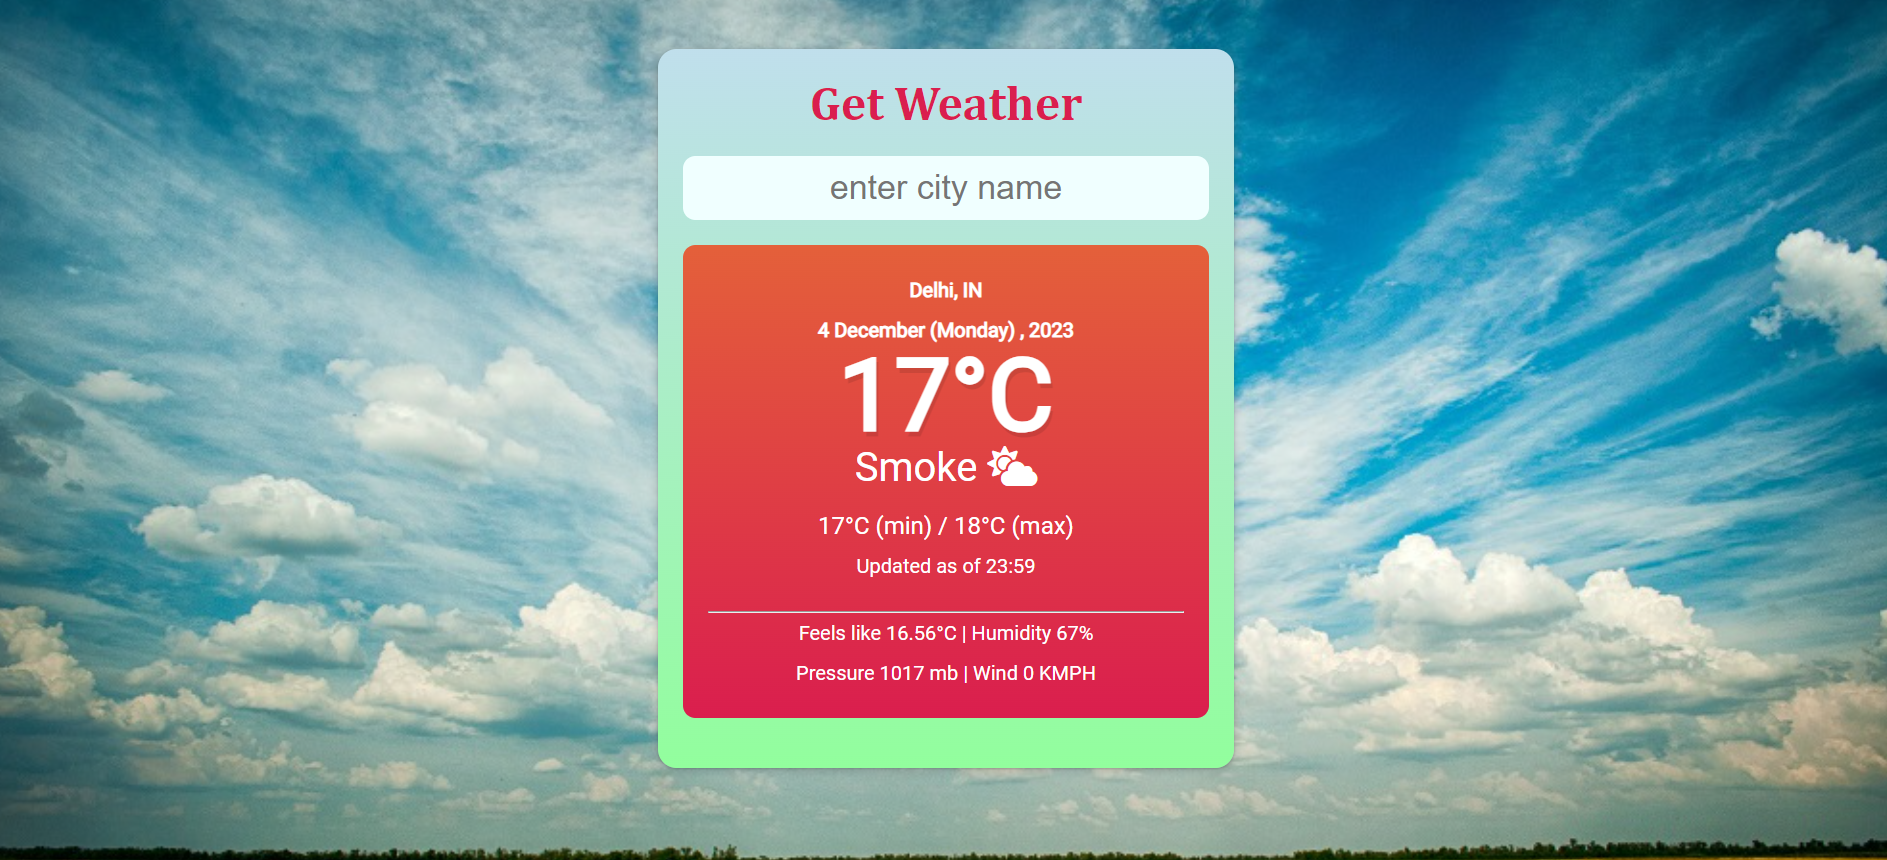 Get Weather
enter city name
Delhi, IN
4 December (Monday) , 2023
17°C
Smoke
17°C (min) / 18°C (max)
Updated as of 23:59
Feels like 16.56°C | Humidity 67%
Pressure 1017 mb | Wind 0 KMPH